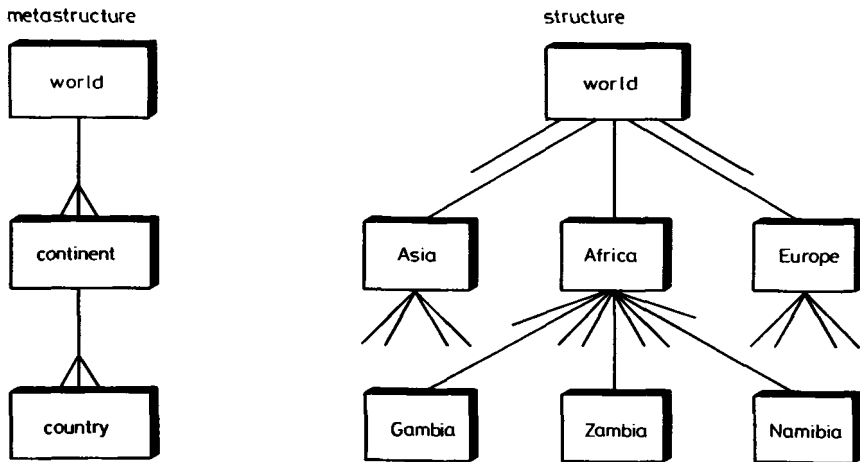 metastructure
structure
world
world
continent
Asia
Africa
Europe
country
Gambia
Zambia
Namibia